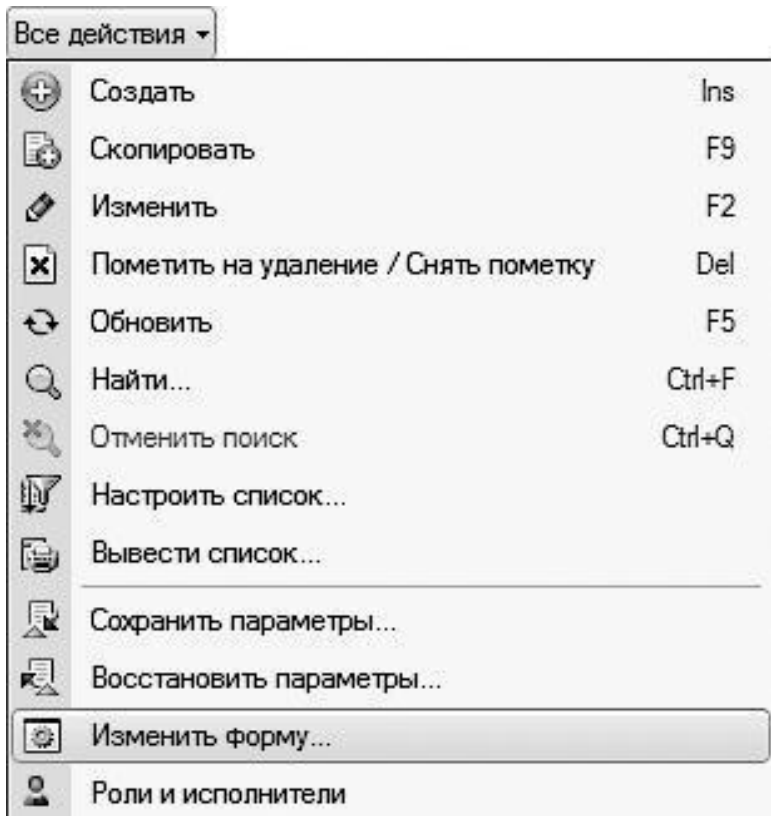 Все действия
Создать Ins
Скопировать F9
Изменить F2
Пометить на удаление / Снять пометку Del
Обновить F5
Найти... Ctrl+F
Отменить поиск Ctrl+Q
Настроить список...
Вывести список...
Сохранить параметры...
Восстановить параметры...
Изменить форму...
Роли и исполнители